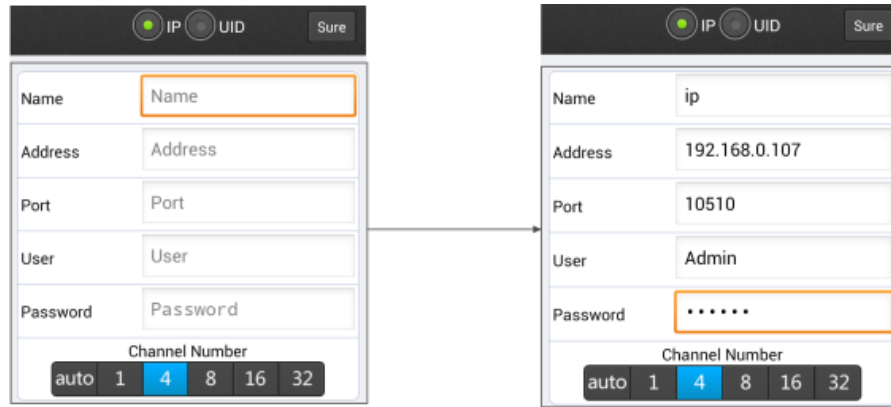 IP UID Sure
Name Name
Address Address
Port Port
User User
Password Password
Channel Number
auto 1 4 8 16 32
IP UID Sure
Name ip
Address 192.168.0.107
Port 10510
User Admin
Password ······
Channel Number
auto 1 4 8 16 32